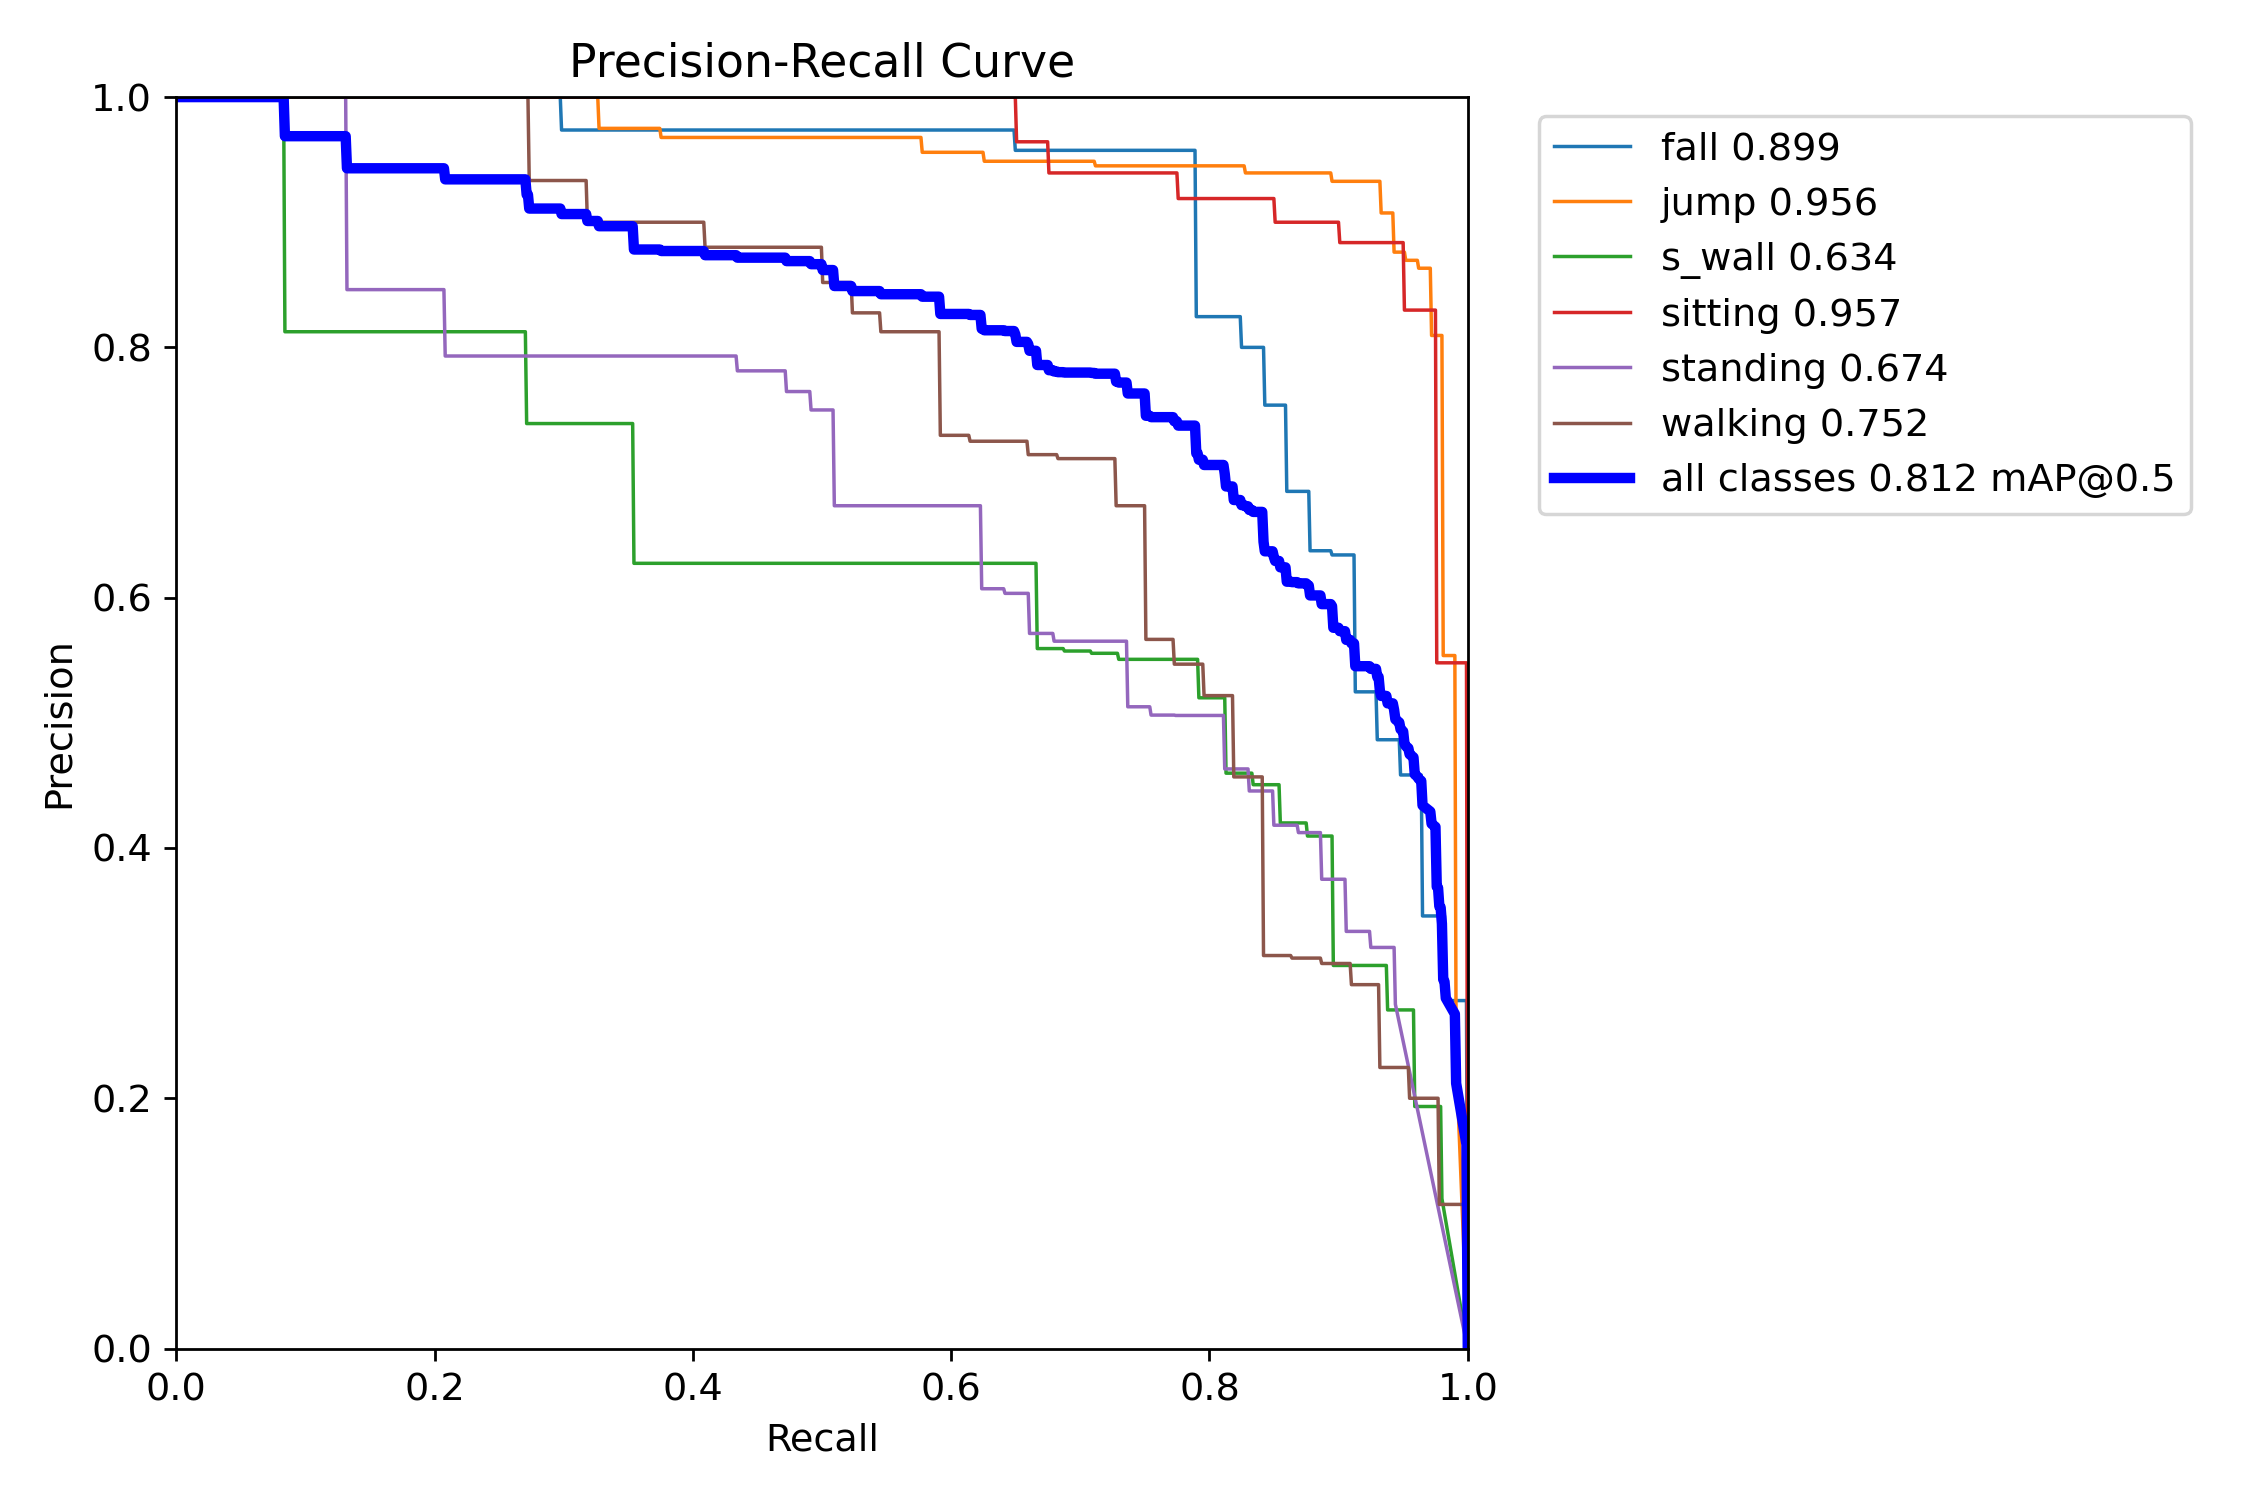 Precision-Recall Curve
1.0
0.8
0.6
0.4
0.2
0.0
Precision
0.0 0.2 0.4 0.6 0.8 1.0
Recall
fall 0.899
jump 0.956
s_wall 0.634
sitting 0.957
standing 0.674
walking 0.752
all classes 0.812 mAP@0.5